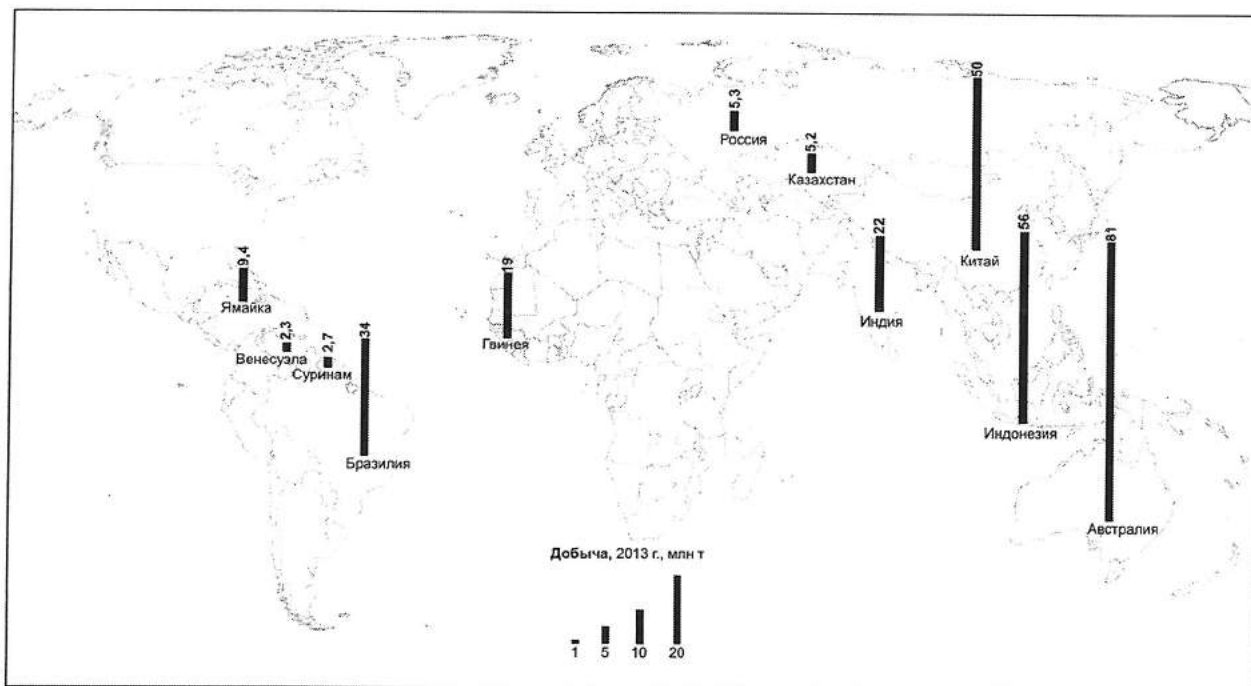 5,3
Россия
5,2
Казахстан
50
Китай
22
Индия
56
Индонезия
81
Австралия
9,4
Ямайка
2,3
Венесуэла
2,7
Суринам
34
Бразилия
19
Гвинея
Добыча, 2013 г., млн т
1 5 10 20